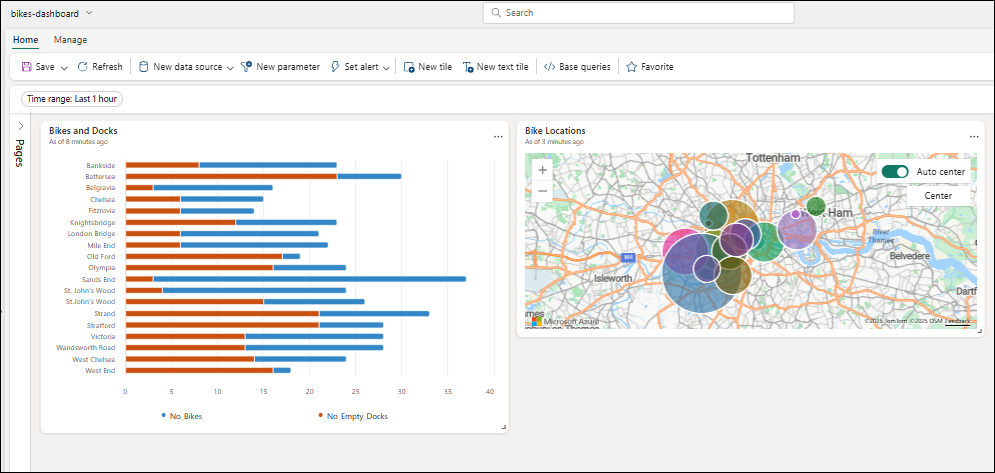 bikes-dashboard
Search
Home Manage
Save Refresh New data source New parameter Set alert New tile New text tile Base queries Favorite
Time range: Last 1 hour
Pages
Bikes and Docks
As of 8 minutes ago
Bankside
Battersea
Belgravia
Chelsea
Fitzrovia
Knightsbridge
London Bridge
Mile End
Old Ford
Olympia
Sands End
St. John's Wood
St.John's Wood
Strand
Stratford
Victoria
Wandsworth Road
West Chelsea
West End
0 5 10 15 20 25 30 35 40
No_Bikes No_Empty_Docks
Bike Locations
As of 3 minutes ago
Tottenham
Auto center
Center
Ham
River
Thames
Belvedere
Isleworth
Dartf
ames
Microsoft Azure
©2025 TomTom ©2025 OSM Feedback